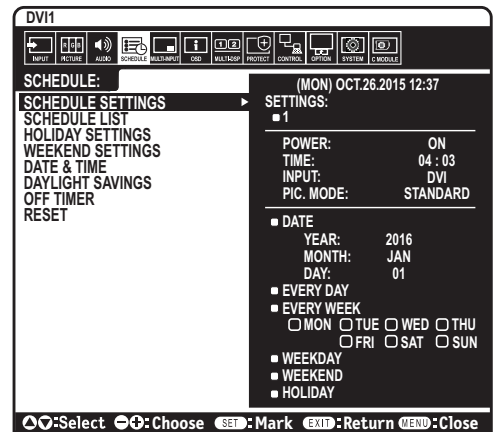 DVI1
INPUT PICTURE AUDIO SCHEDULE MULTI-INPUT OSD MULTI-DSP PROTECT CONTROL OPTION SYSTEM C MODULE
SCHEDULE:
SCHEDULE SETTINGS
SCHEDULE LIST
HOLIDAY SETTINGS
WEEKEND SETTINGS
DATE & TIME
DAYLIGHT SAVINGS
OFF TIMER
RESET
(MON) OCT.26.2015 12:37
SETTINGS:
1
POWER: ON
TIME: 04 : 03
INPUT: DVI
PIC. MODE: STANDARD
DATE
YEAR: 2016
MONTH: JAN
DAY: 01
EVERY DAY
EVERY WEEK
MON TUE WED THU
FRI SAT SUN
WEEKDAY
WEEKEND
HOLIDAY
:Select :Choose SET:Mark EXIT:Return MENU:Close